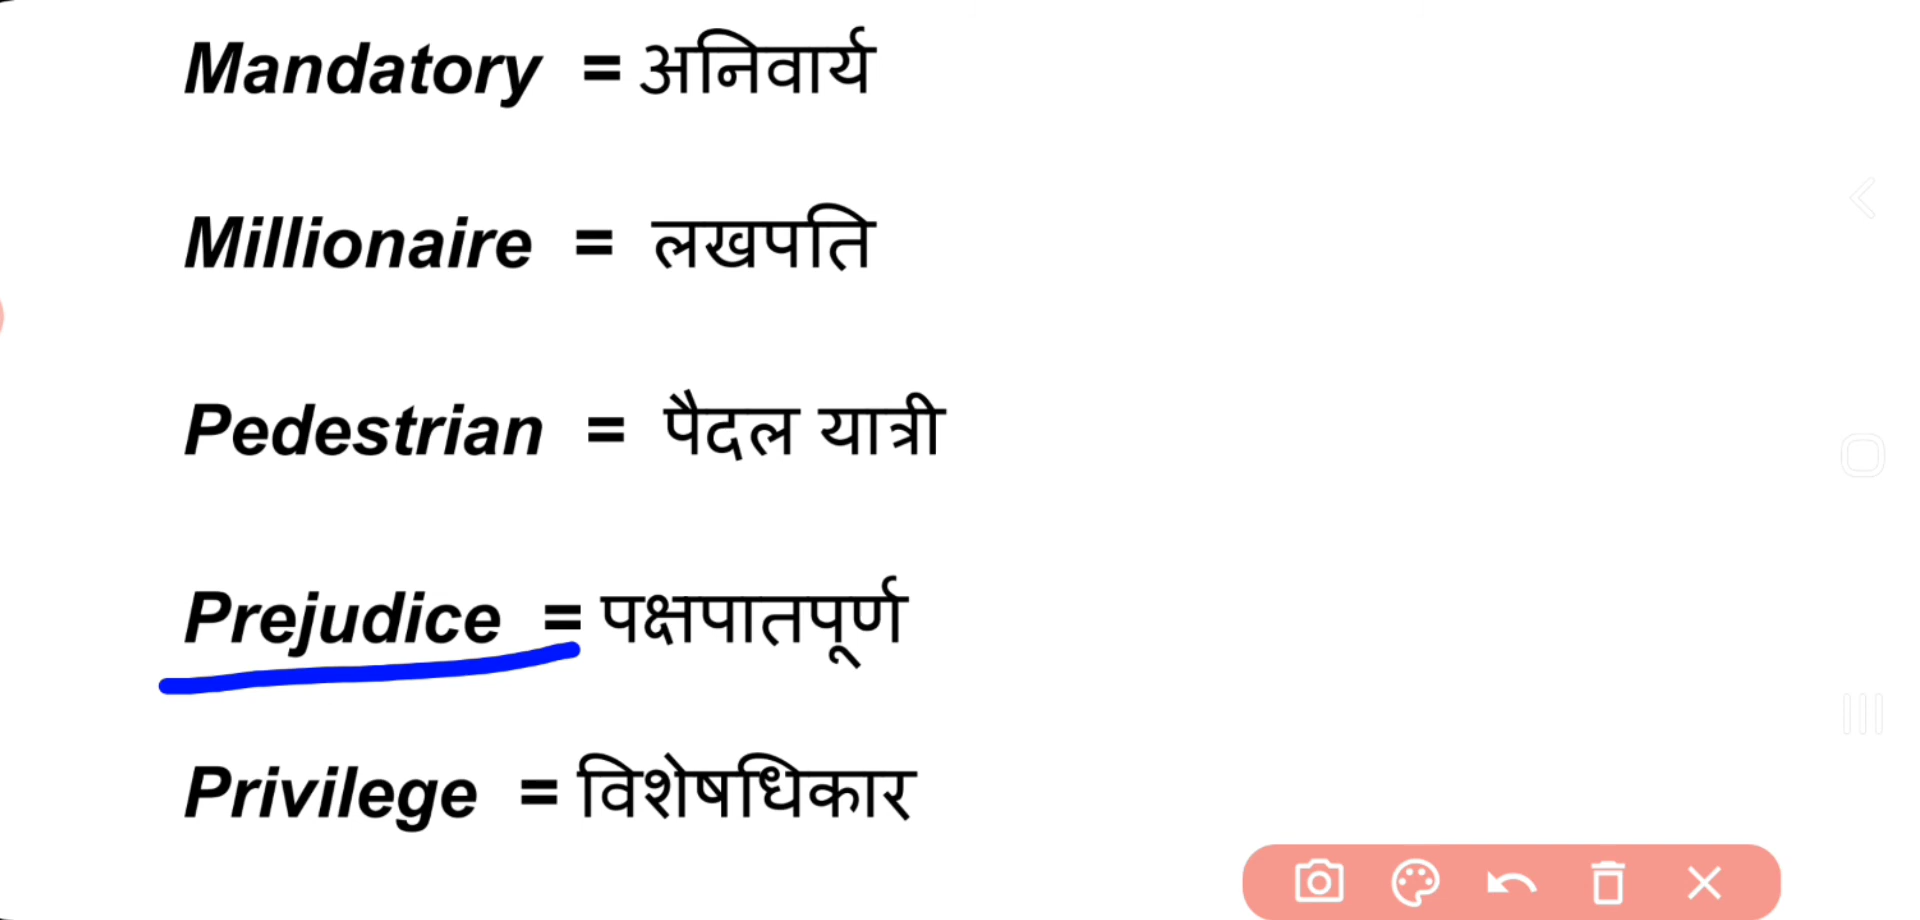 Mandatory = अनिवार्य
Millionaire = लखपति
Pedestrian = पैदल यात्री
Prejudice = पक्षपातपूर्ण
Privilege = विशेषधिकार